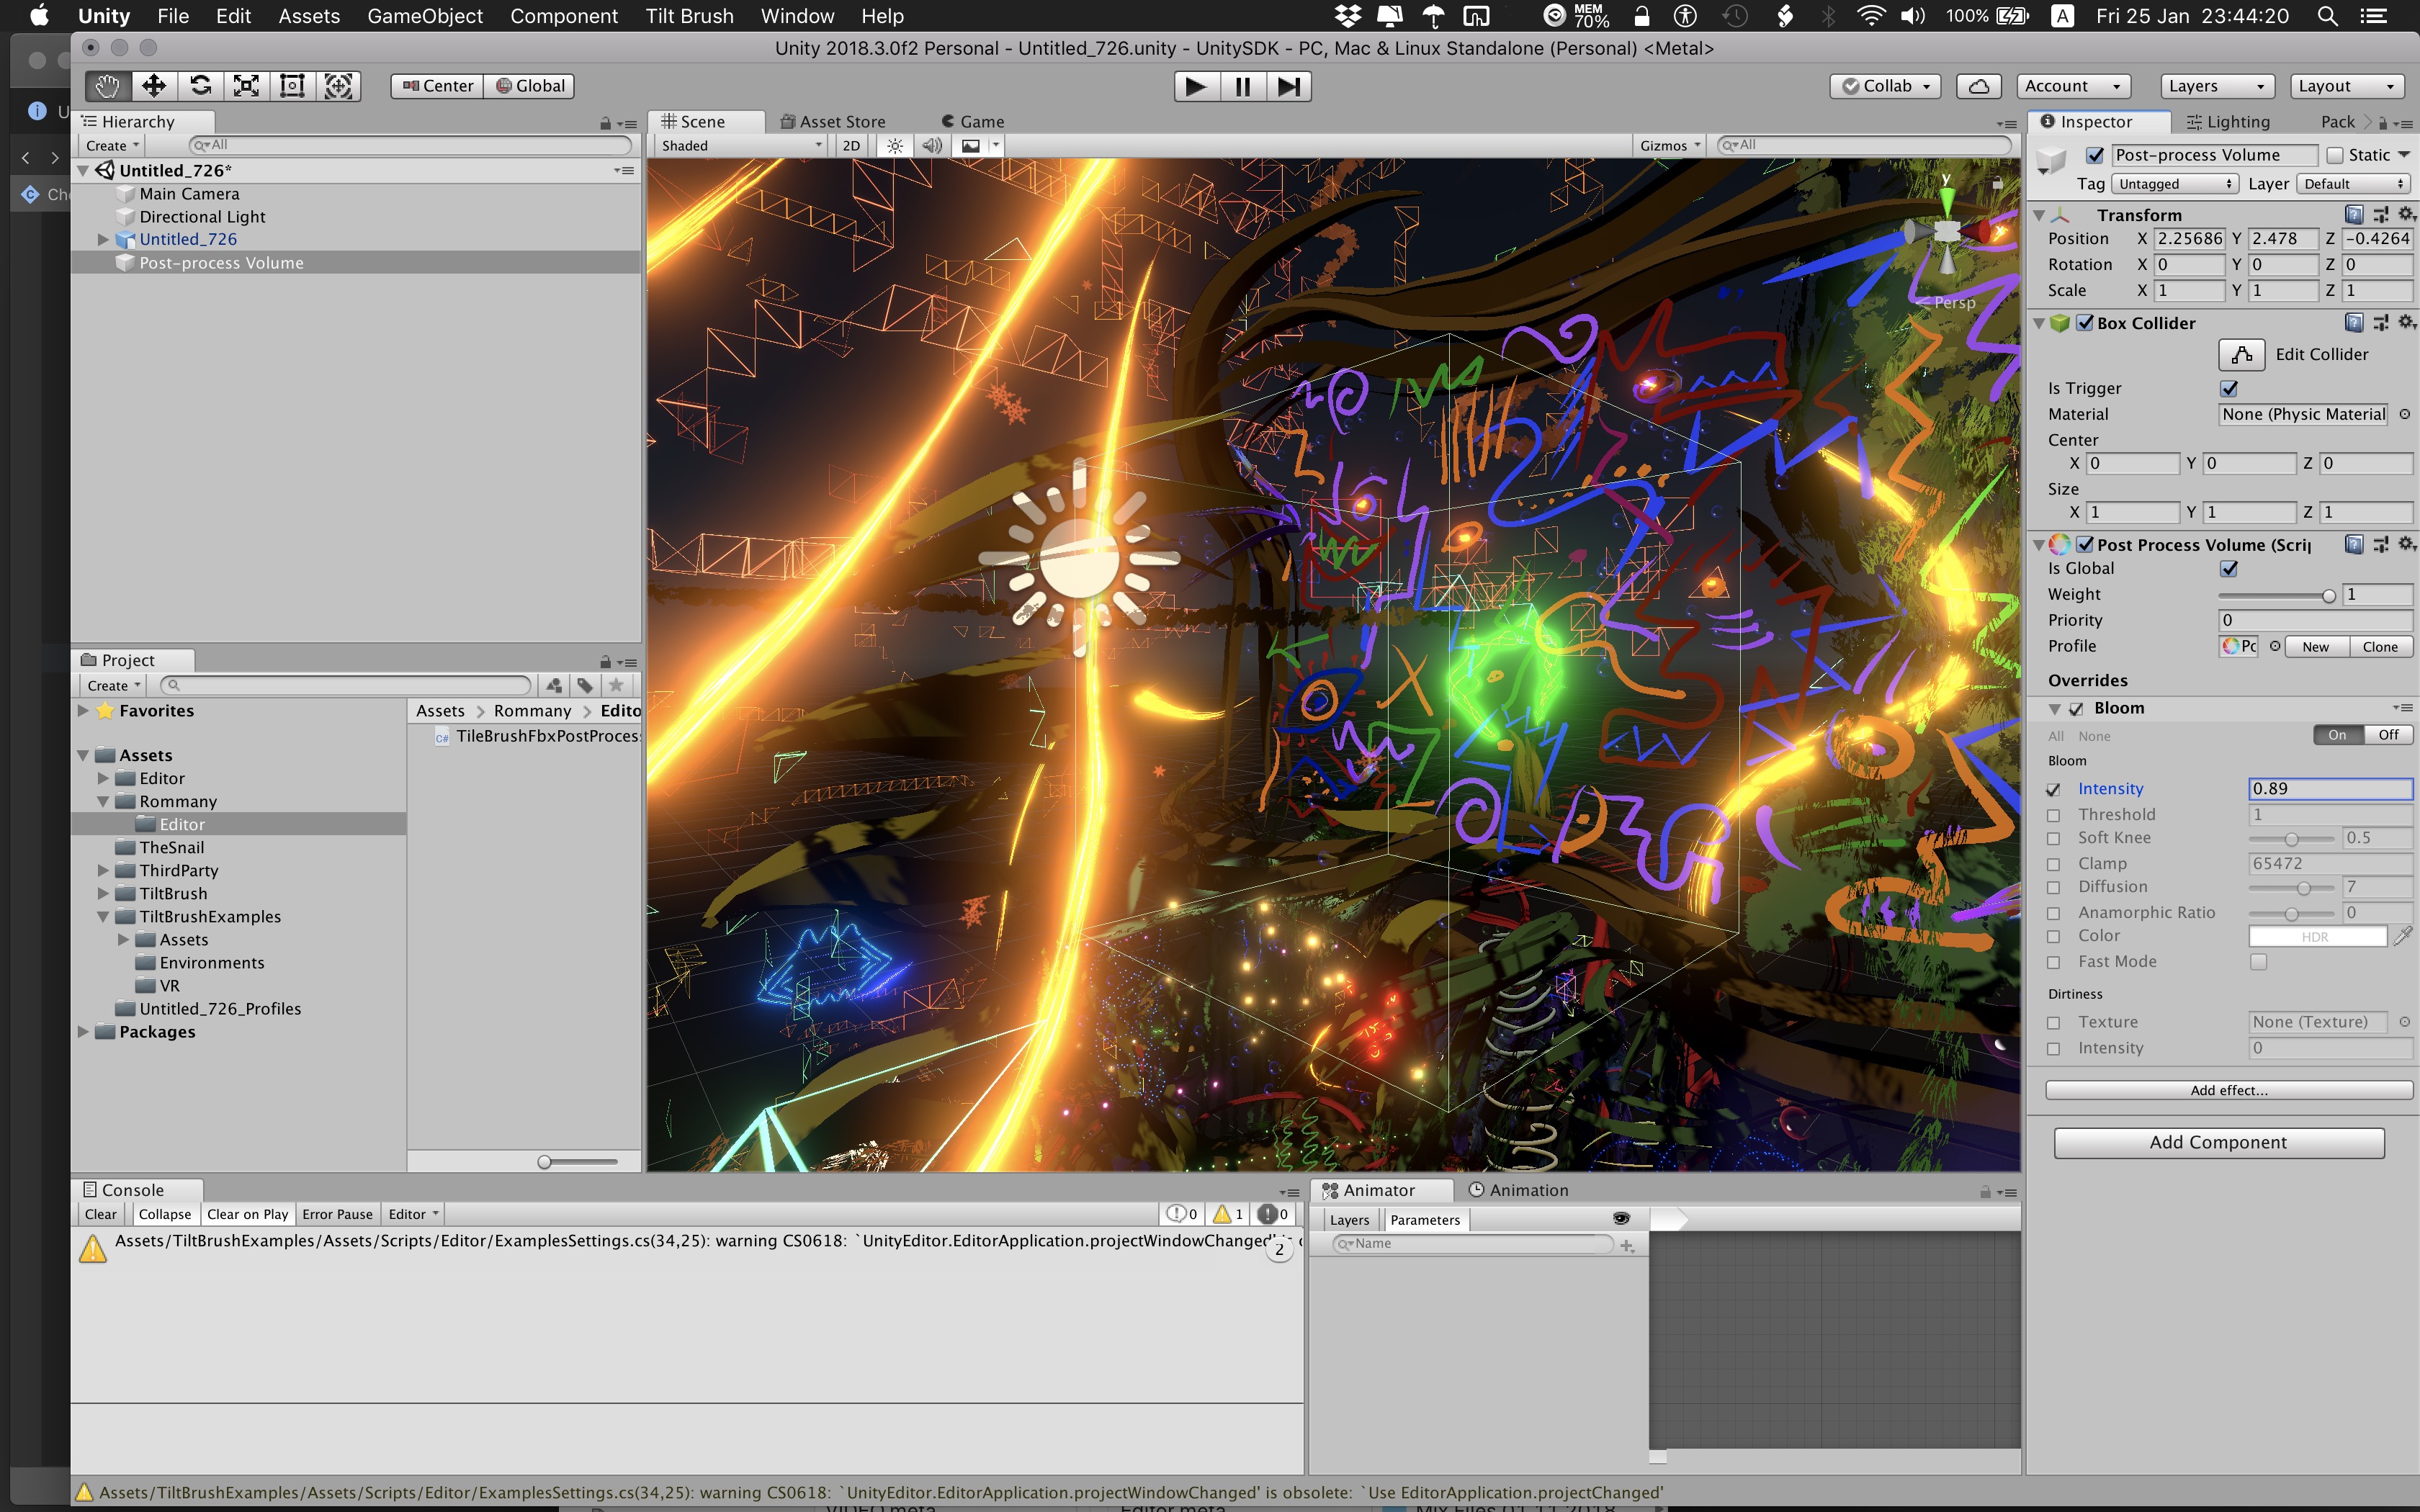 Unity File Edit Assets GameObject Component Tilt Brush Window Help MEM 70% 100% A Fri 25 Jan 23:44:20
Unity 2018.3.0f2 Personal - Untitled_726.unity - UnitySDK - PC, Mac & Linux Standalone (Personal) <Metal>
Center Global Collab Account Layers Layout
Hierarchy
Create All
Untitled_726*
Main Camera
Directional Light
Untitled_726
Post-process Volume
Project
Create
Favorites
Assets
Editor
Rommany
Editor
TheSnail
ThirdParty
TiltBrush
TiltBrushExamples
Assets
Environments
VR
Untitled_726_Profiles
Packages
Assets > Rommany > Edito
TileBrushFbxPostProces
Scene Asset Store Game
Shaded 2D Gizmos All
y
Persp
Inspector Lighting Pack
Post-process Volume Static
Tag Untagged Layer Default
Transform
Position X 2.25686 Y 2.478 Z -0.4264
Rotation X 0 Y 0 Z 0
Scale X 1 Y 1 Z 1
Box Collider
Edit Collider
Is Trigger
Material None (Physic Material
Center
X 0 Y 0 Z 0
Size
X 1 Y 1 Z 1
Post Process Volume (Scrip
Is Global
Weight 1
Priority 0
Profile Pc New Clone
Overrides
Bloom
All None On Off
Bloom
Intensity 0.89
Threshold 1
Soft Knee 0.5
Clamp 65472
Diffusion 7
Anamorphic Ratio 0
Color HDR
Fast Mode
Dirtiness
Texture None (Texture)
Intensity 0
Add effect...
Add Component
Console
Clear Collapse Clear on Play Error Pause Editor 0 1 0
Assets/TiltBrushExamples/Assets/Scripts/Editor/ExamplesSettings.cs(34,25): warning CS0618: `UnityEditor.EditorApplication.projectWindowChanged'
2
Animator Animation
Layers Parameters
Name
Assets/TiltBrushExamples/Assets/Scripts/Editor/ExamplesSettings.cs(34,25): warning CS0618: `UnityEditor.EditorApplication.projectWindowChanged' is obsolete: `Use EditorApplication.projectChanged'